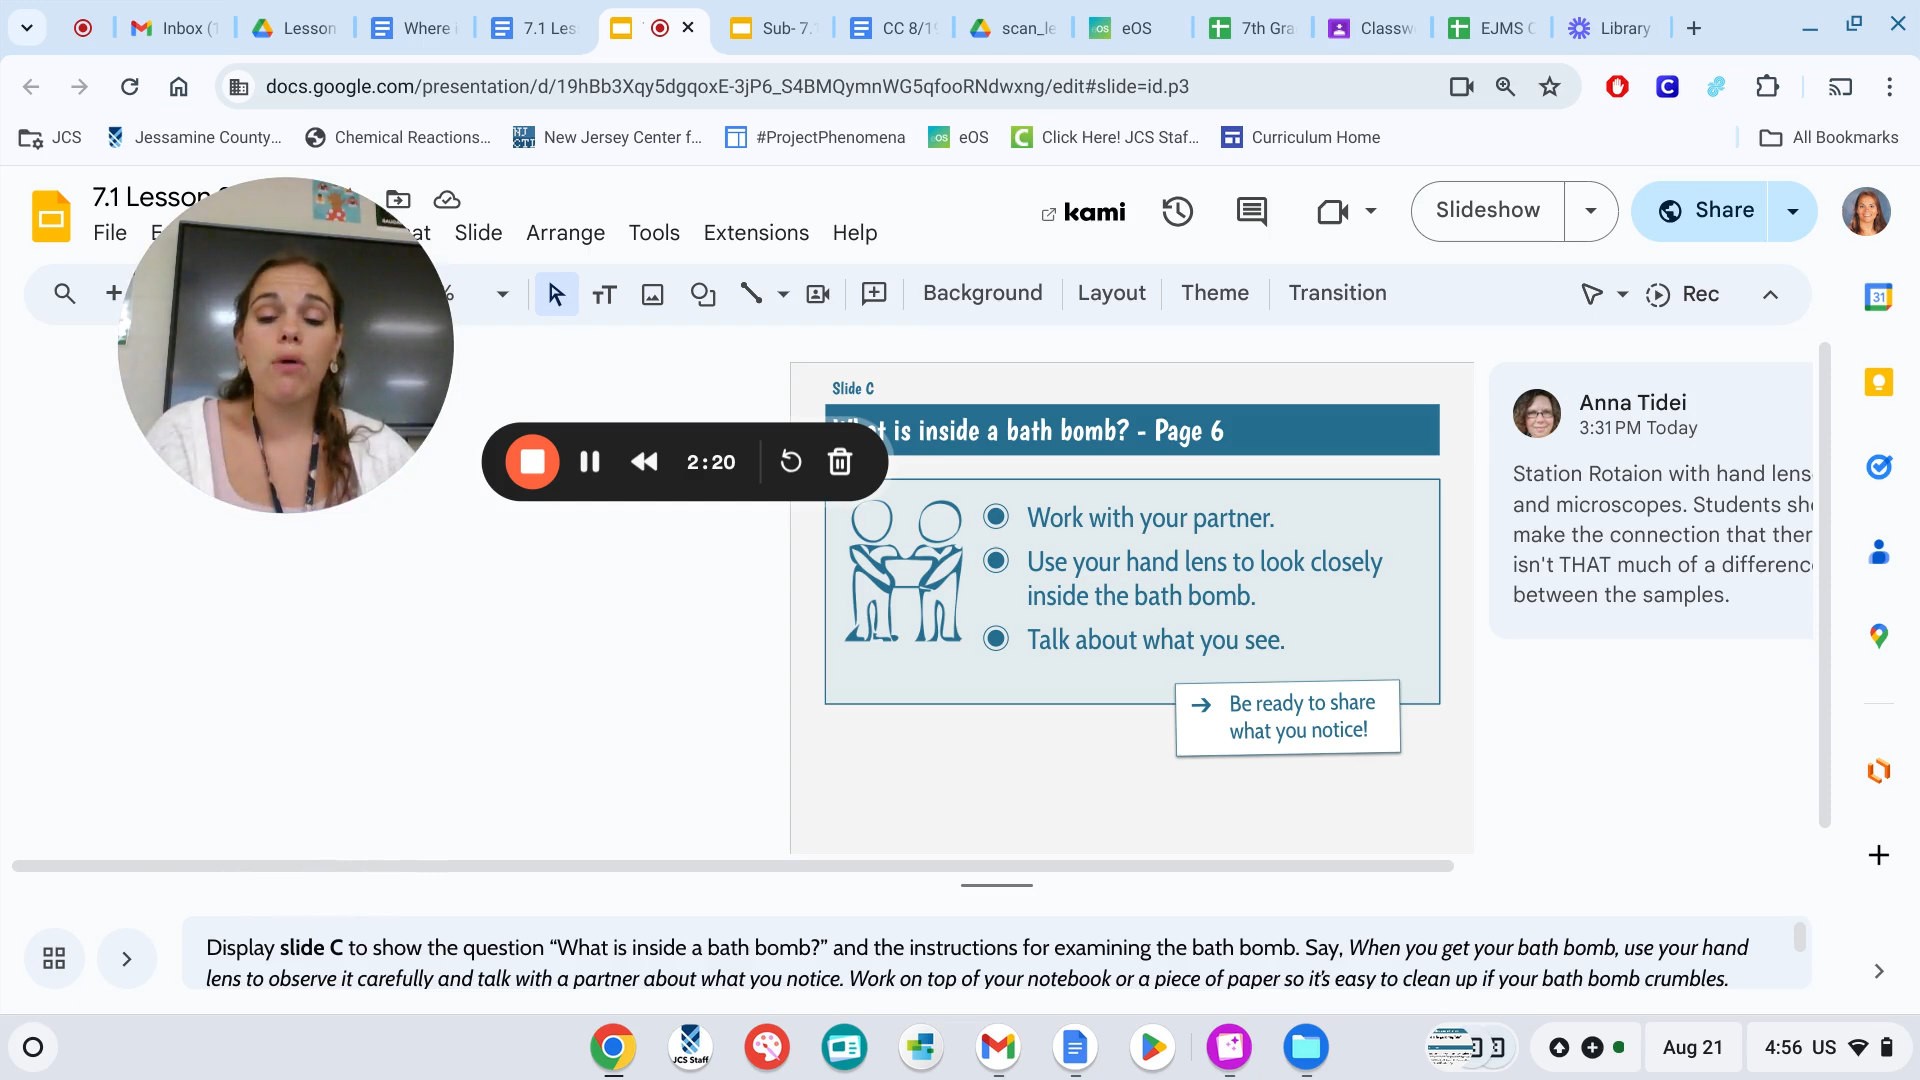 Inbox (1
Lesson
Where i
7.1 Les
Sub- 7.
CC 8/19
scan_le
eOS
7th Gra
Classw
EJMS C
Library
docs.google.com/presentation/d/19hBb3Xqy5dgqoxE-3jP6_S4BMQymnWG5qfooRNdwxng/edit#slide=id.p3
JCS
Jessamine County...
Chemical Reactions...
New Jersey Center f...
#ProjectPhenomena
eOS
Click Here! JCS Staf...
Curriculum Home
All Bookmarks
7.1 Lesson
kami
Slideshow
Share
File
at
Slide
Arrange
Tools
Extensions
Help
%
Background
Layout
Theme
Transition
Rec
31
Slide C
is inside a bath bomb? - Page 6
2:20
Work with your partner.
Use your hand lens to look closely
inside the bath bomb.
Talk about what you see.
→ Be ready to share
what you notice!
Anna Tidei
3:31 PM Today
Station Rotaion with hand lens
and microscopes. Students sh
make the connection that ther
isn't THAT much of a differenc
between the samples.
Display slide C to show the question “What is inside a bath bomb?” and the instructions for examining the bath bomb. Say, When you get your bath bomb, use your hand
lens to observe it carefully and talk with a partner about what you notice. Work on top of your notebook or a piece of paper so it's easy to clean up if your bath bomb crumbles.
JCS Staff
Aug 21
4:56 US